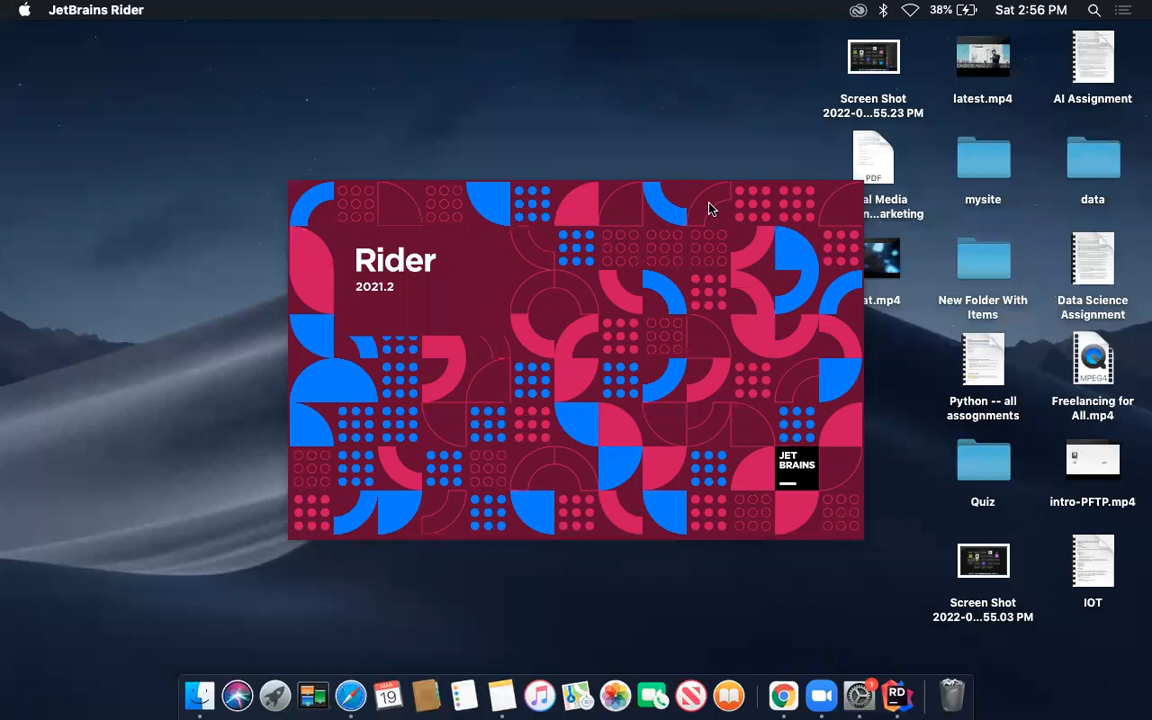 JetBrains Rider
38%
Sat 2:56 PM
Screen Shot
2022-0...55.23 PM
latest.mp4
AI Assignment
PDF
al Media
n...arketing
mysite
data
at.mp4
New Folder With
Items
Data Science
Assignment
Rider
2021.2
JET
BRAINS
Python -- all
assognments
MPEG4
Freelancing for
All.mp4
Quiz
intro-PFTP.mp4
Screen Shot
2022-0...55.03 PM
IOT
MAR
19
1
RD